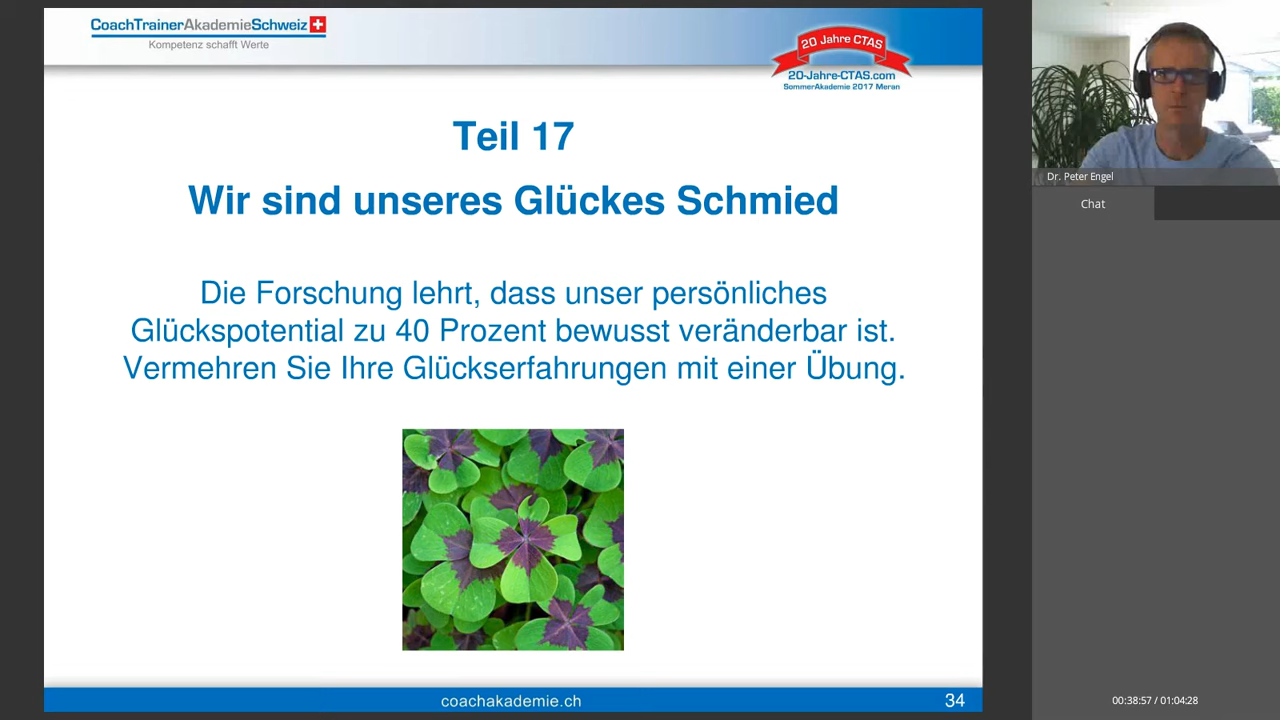 CoachTrainerAkademieSchweiz
Kompetenz schafft Werte
20 Jahre CTAS
20-Jahre-CTAS.com
SommerAkademie 2017 Meran
Teil 17
Wir sind unseres Glückes Schmied
Die Forschung lehrt, dass unser persönliches
Glückspotential zu 40 Prozent bewusst veränderbar ist.
Vermehren Sie Ihre Glückserfahrungen mit einer Übung.
coachakademie.ch
34
Dr. Peter Engel
Chat
00:38:57 / 01:04:28